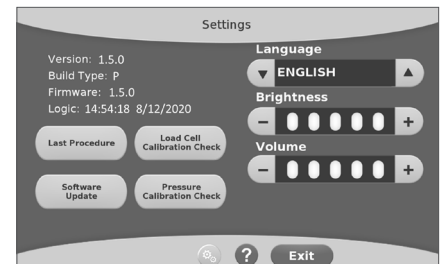 Settings
Version: 1.5.0
Build Type: P
Firmware: 1.5.0
Logic: 14:54:18 8/12/2020
Last Procedure
Load Cell
Calibration Check
Software
Update
Pressure
Calibration Check
Language
▼ ENGLISH ▲
Brightness
- +
Volume
- +
? Exit